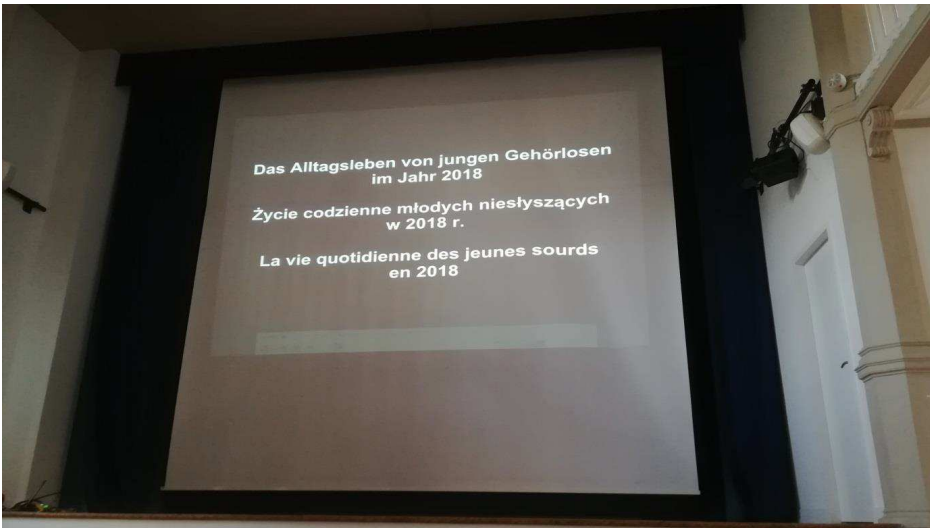 Das Alltagsleben von jungen Gehörlosen
im Jahr 2018
Życie codzienne młodych niesłyszących
w 2018 r.
La vie quotidienne des jeunes sourds
en 2018